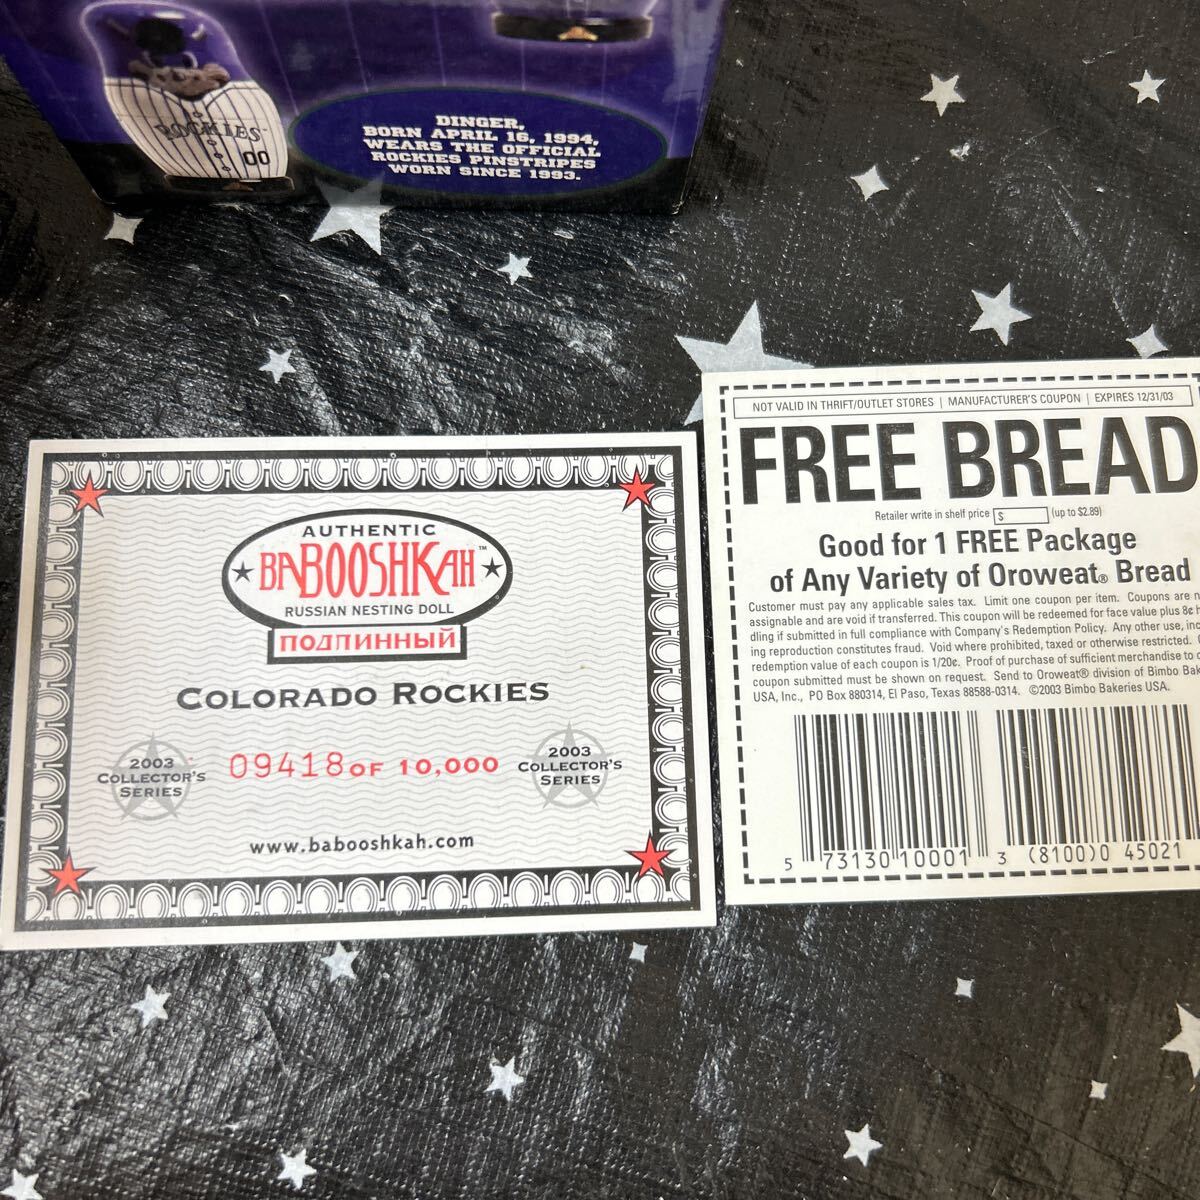 ROCKIES
00
DINGER,
BORN APRIL 16, 1994,
WEARS THE OFFICIAL
ROCKIES PINSTRIPES
WORN SINCE 1993.
AUTHENTIC
BABOOSHKAH™
RUSSIAN NESTING DOLL
ПОДЛИННЫЙ
COLORADO ROCKIES
2003
COLLECTOR'S
SERIES
09418 OF 10,000
2003
COLLECTOR'S
SERIES
www.babooshkah.com
NOT VALID IN THRIFT/OUTLET STORES | MANUFACTURER'S COUPON | EXPIRES 12/31/03
FREE BREAD
Retailer write in shelf price $ (up to $2.89)
Good for 1 FREE Package
of Any Variety of Oroweat® Bread
Customer must pay any applicable sales tax. Limit one coupon per item. Coupons are
assignable and are void if transferred. This coupon will be redeemed for face value plus 8¢
dling if submitted in full compliance with Company's Redemption Policy. Any other use,
ing reproduction constitutes fraud. Void where prohibited, taxed or otherwise restricted.
redemption value of each coupon is 1/20¢. Proof of purchase of sufficient merchandise to
coupon submitted must be shown on request. Send to Oroweat® division of Bimbo
USA, Inc., PO Box 880314, El Paso, Texas 88588-0314. ©2003 Bimbo Bakeries USA.
5 73130 10001 3 (8100)0 45021